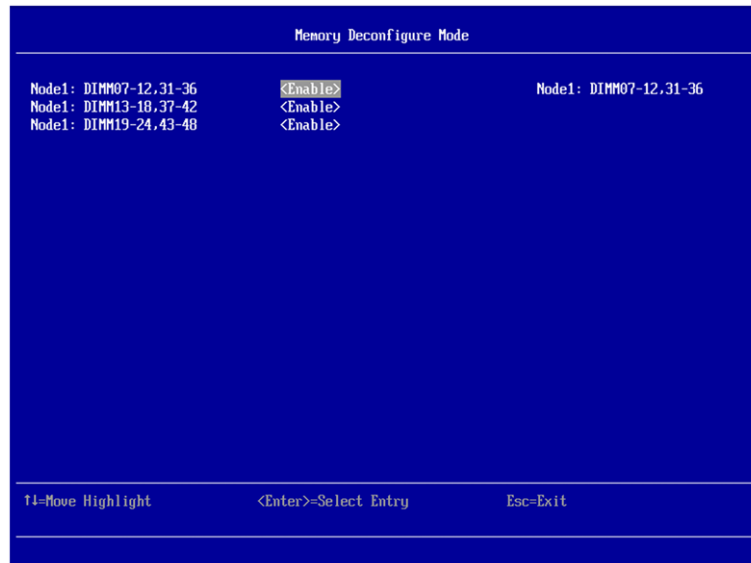 Memory Deconfigure Mode
Node1: DIMM07-12,31-36 <Enable> Node1: DIMM07-12,31-36
Node1: DIMM13-18,37-42 <Enable>
Node1: DIMM19-24,43-48 <Enable>
↑↓=Move Highlight <Enter>=Select Entry Esc=Exit